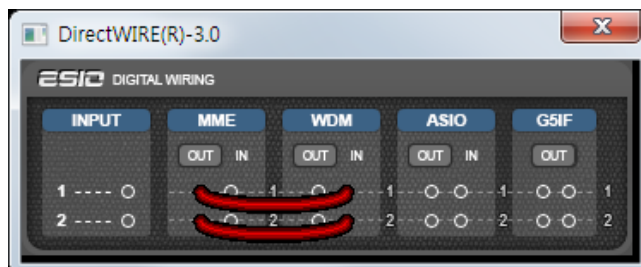 DirectWIRE(R)-3.0
ESI DIGITAL WIRING
INPUT MME WDM ASIO G5IF
OUT IN OUT IN OUT IN OUT
1 1 1 1 1
2 2 2 2 2